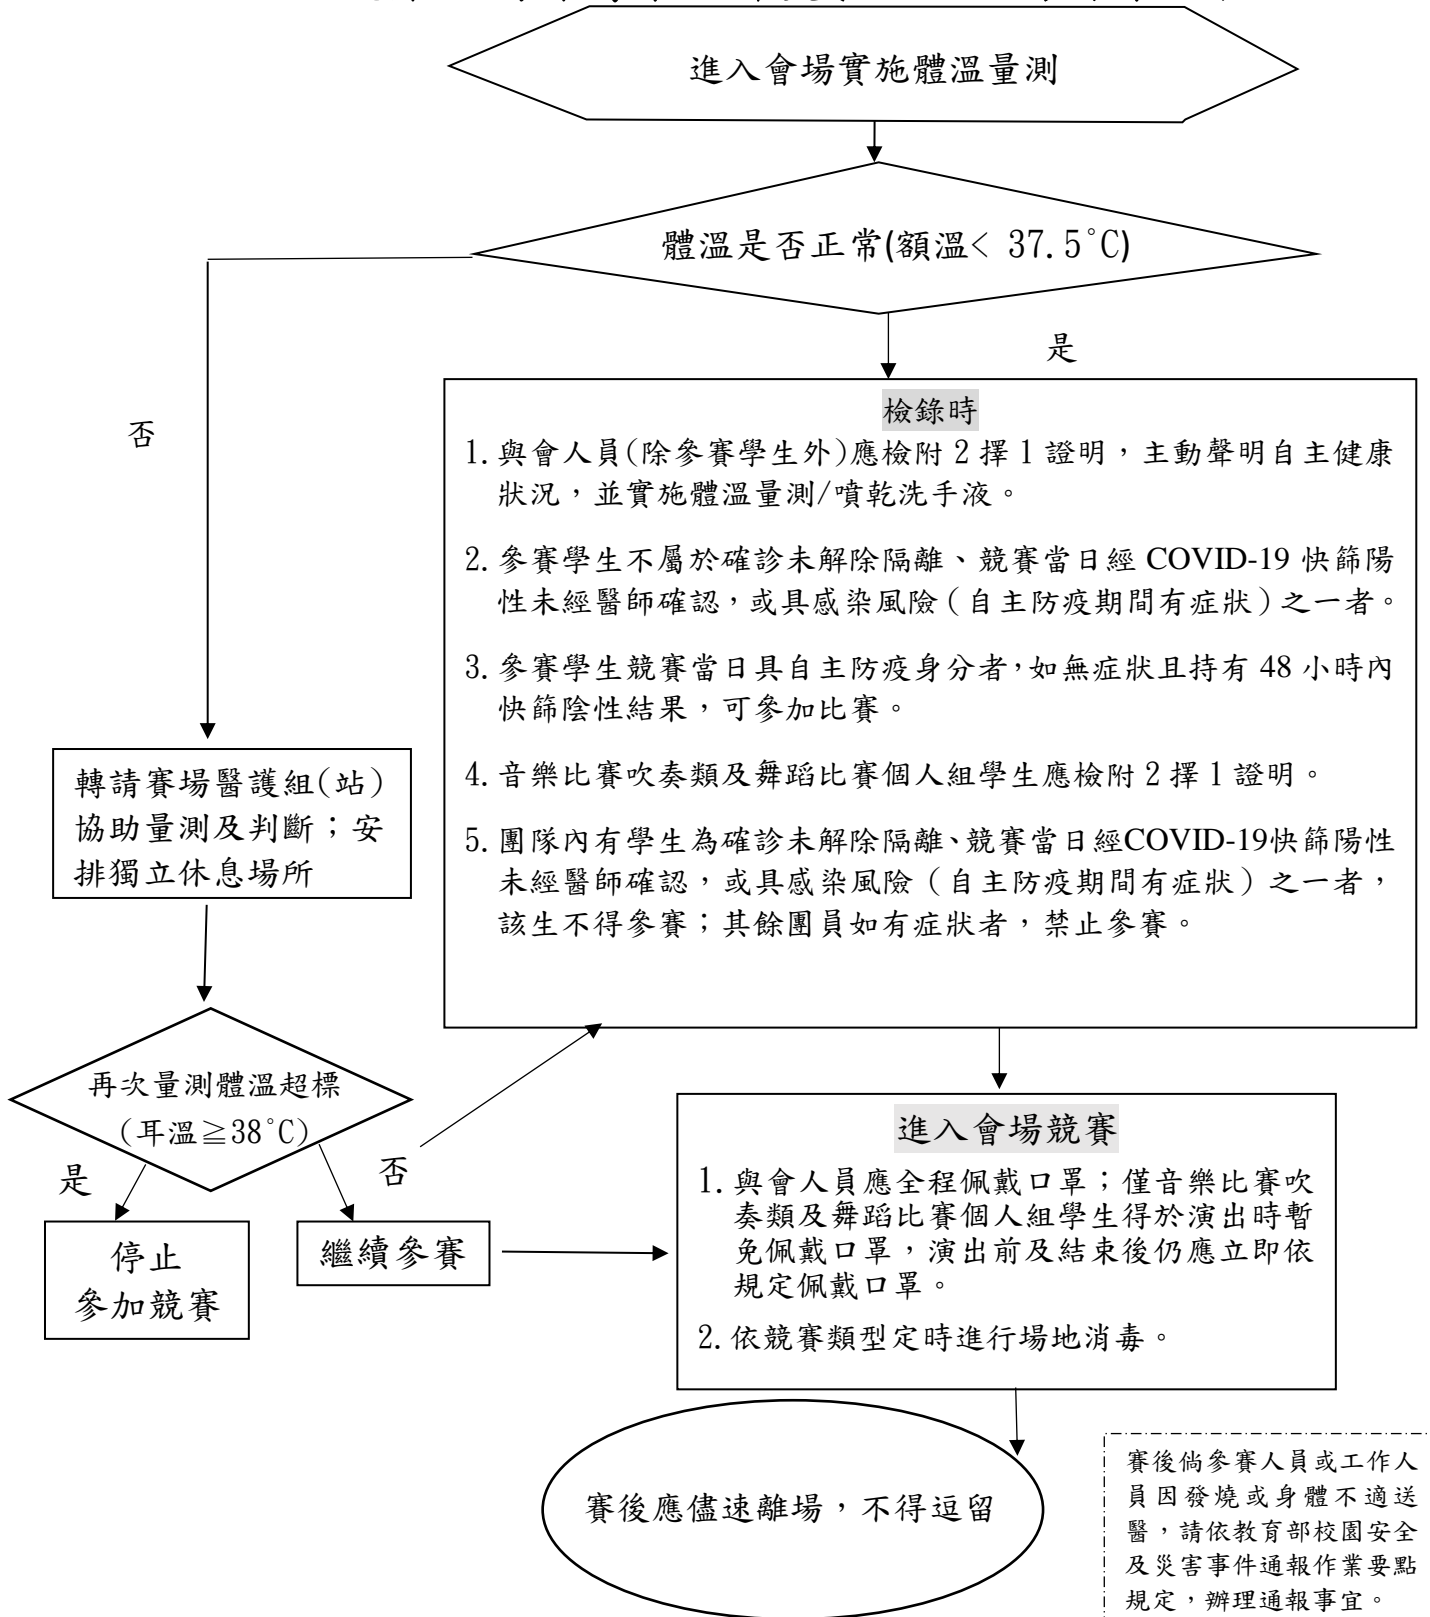 進入會場實施體溫量測
體溫是否正常(額溫< 37.5°C)
是
否
檢錄時
1. 與會人員(除參賽學生外)應檢附 2 擇 1 證明，主動聲明自主健康
狀況，並實施體溫量測/噴乾洗手液。
2. 參賽學生不屬於確診未解除隔離、競賽當日經 COVID-19 快篩陽
性未經醫師確認，或具感染風險（自主防疫期間有症狀）之一者。
3. 參賽學生競賽當日具自主防疫身分者，如無症狀且持有 48 小時內
快篩陰性結果，可參加比賽。
4. 音樂比賽吹奏類及舞蹈比賽個人組學生應檢附 2 擇 1 證明。
5. 團隊內有學生為確診未解除隔離、競賽當日經COVID-19快篩陽性
未經醫師確認，或具感染風險（自主防疫期間有症狀）之一者，
該生不得參賽；其餘團員如有症狀者，禁止參賽。
轉請賽場醫護組(站)
協助量測及判斷；安
排獨立休息場所
再次量測體溫超標
（耳溫≧38°C）
是
否
停止
參加競賽
繼續參賽
進入會場競賽
1. 與會人員應全程佩戴口罩；僅音樂比賽吹
奏類及舞蹈比賽個人組學生得於演出時暫
免佩戴口罩，演出前及結束後仍應立即依
規定佩戴口罩。
2. 依競賽類型定時進行場地消毒。
賽後應儘速離場，不得逗留
賽後倘參賽人員或工作人
員因發燒或身體不適送
醫，請依教育部校園安全
及災害事件通報作業要點
規定，辦理通報事宜。